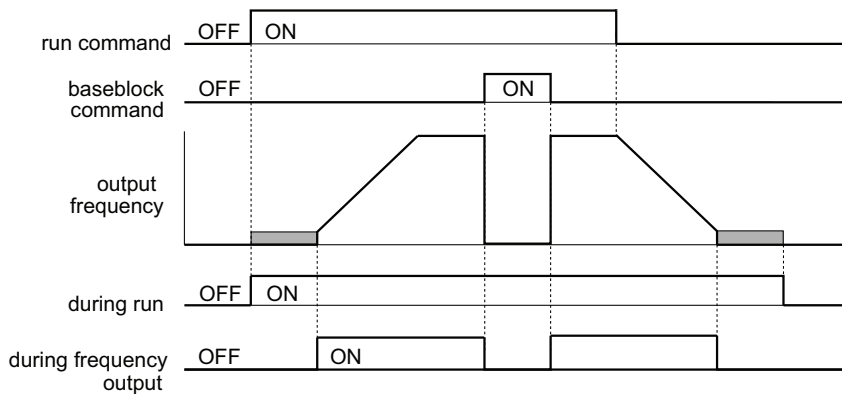 OFF ON
run command
baseblock OFF ON
command
output
frequency
OFF ON
during run
during frequency OFF ON
output